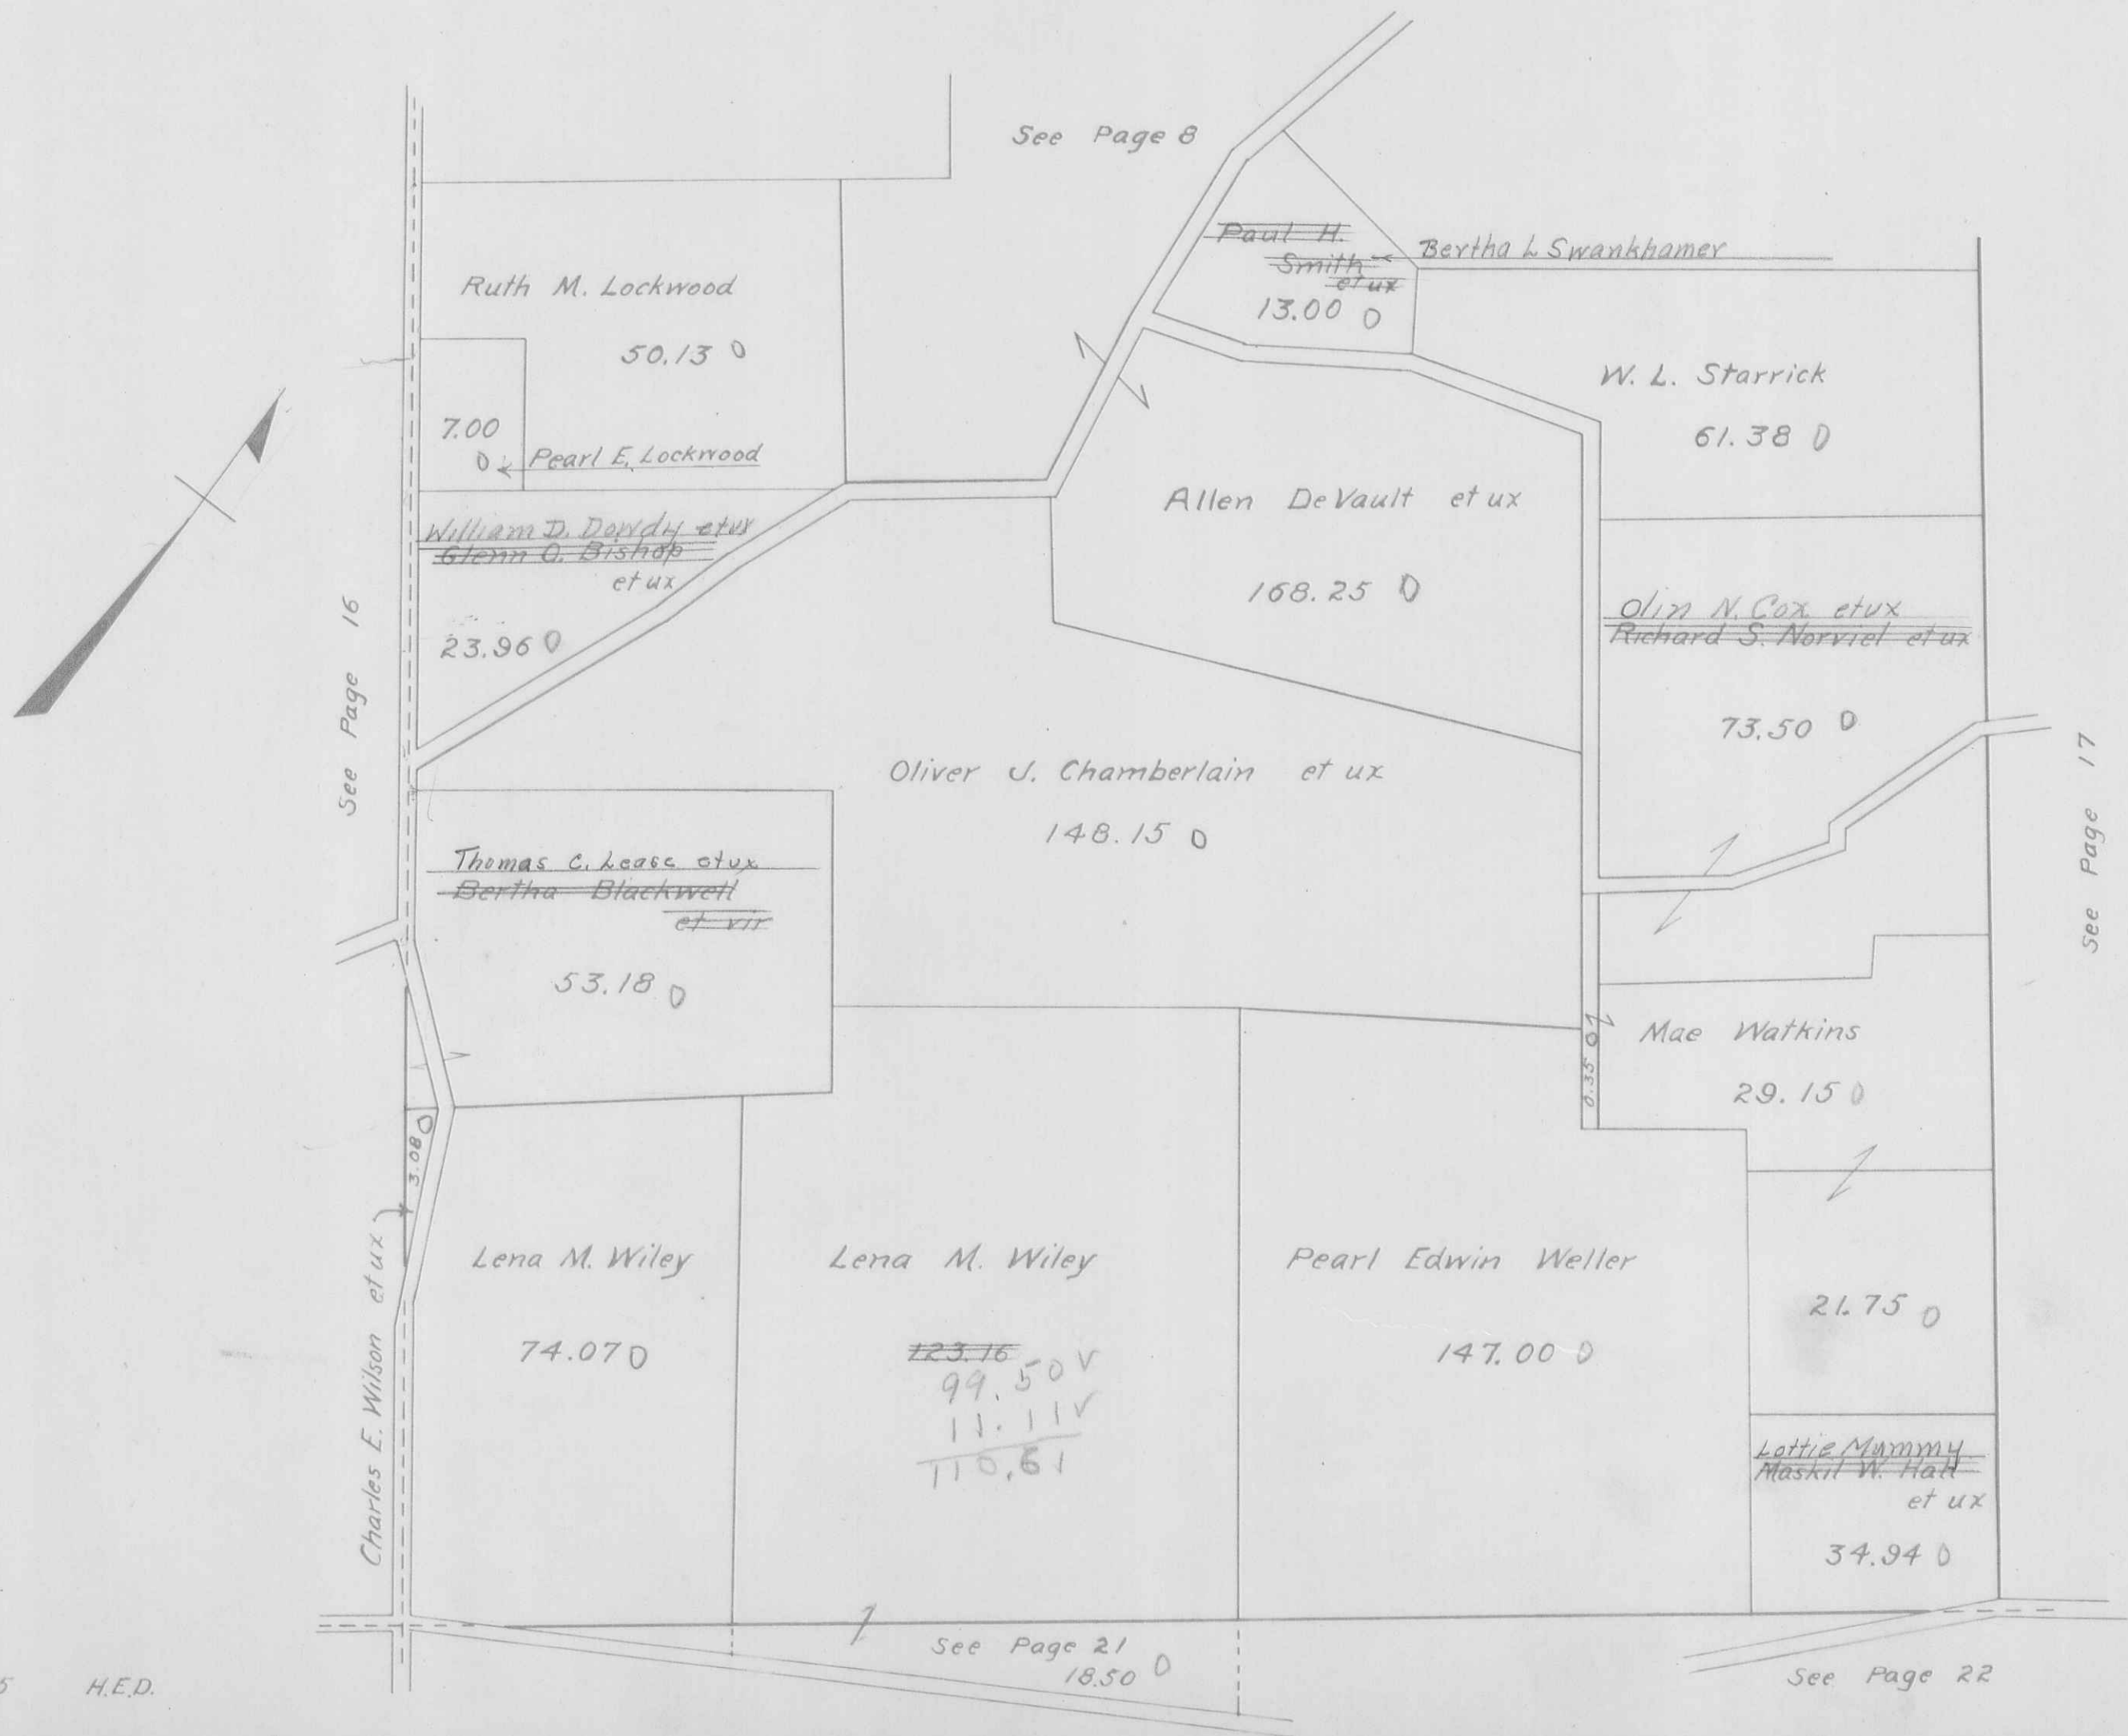 See Page 8
Paul H.
Smith
et ux
13.00 0
Bertha L Swankhamer
Ruth M. Lockwood
50.13 0
7.00
0
Pearl E. Lockwood
W. L. Starrick
61.38 0
William D. Dowdy et ux
Glenn O. Bishop
et ux
23.96 0
Allen DeVault et ux
168.25 0
Olin N. Cox et ux
Richard S. Norviel et ux
73.50 0
See Page 16
See Page 17
Oliver J. Chamberlain et ux
148.15 0
Thomas C. Lease et ux
Bertha Blackwell
et vir
53.18 0
0.35 0
Mae Watkins
29.15 0
3.08 0
Charles E. Wilson et ux
Lena M. Wiley
74.07 0
Lena M. Wiley
123.16
99.50 v
11.11 v
110.61
Pearl Edwin Weller
147.00 0
21.75 0
Lottie Mummy
Maskil W. Hall
et ux
34.94 0
See Page 21
18.50 0
See Page 22
5 H.E.D.